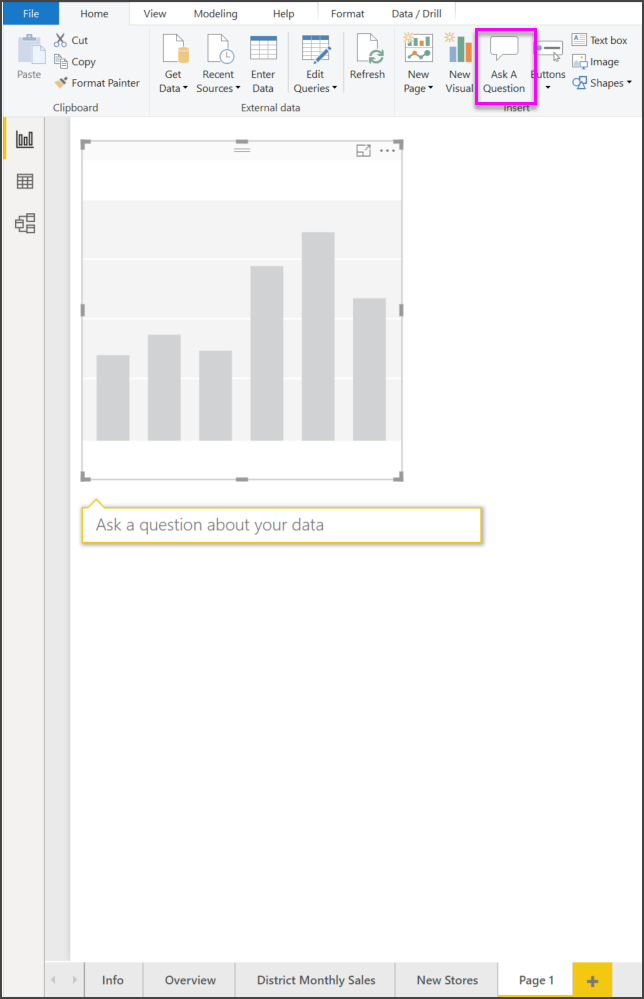 File Home View Modeling Help Format Data / Drill
Paste
Cut
Copy
Format Painter
Clipboard
Get
Data
Recent
Sources
Enter
Data
Edit
Queries
Refresh
External data
New
Page
New
Visual
Ask A
Question
Buttons
Text box
Image
Shapes
Insert
Ask a question about your data
Info Overview District Monthly Sales New Stores Page 1